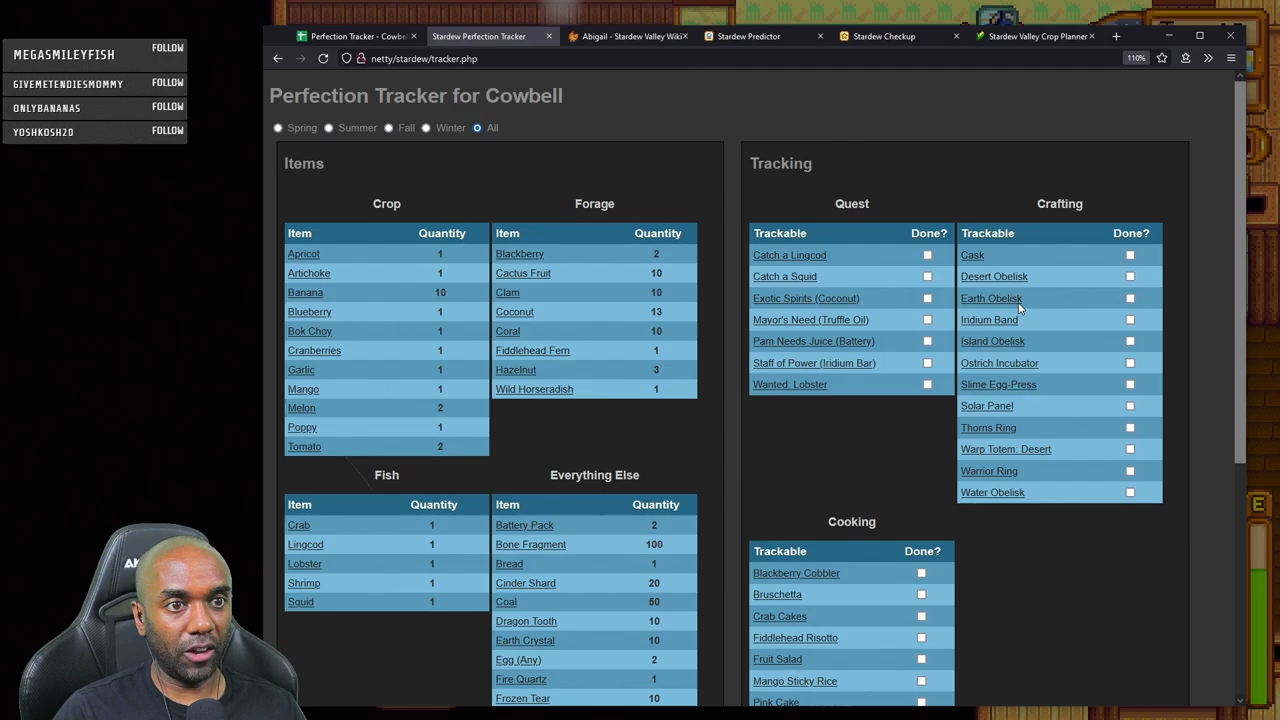 MEGASMILEYFISH FOLLOW
GIVEMETENDIESMOMMY FOLLOW
ONLYBANANAS FOLLOW
YOSHKOSH20 FOLLOW
Perfection Tracker - Cowbe
Stardew Perfection Tracker
Abigail - Stardew Valley Wiki
Stardew Predictor
Stardew Checkup
Stardew Valley Crop Planner
netty/stardew/tracker.php
110%
Perfection Tracker for Cowbell
Spring Summer Fall Winter All
Items
Crop
Item Quantity
Apricot 1
Artichoke 1
Banana 10
Blueberry 1
Bok Choy 1
Cranberries 1
Garlic 1
Mango 1
Melon 2
Poppy 1
Tomato 2
Forage
Item Quantity
Blackberry 2
Cactus Fruit 10
Clam 10
Coconut 13
Coral 10
Fiddlehead Fern 1
Hazelnut 3
Wild Horseradish 1
Fish
Item Quantity
Crab 1
Lingcod 1
Lobster 1
Shrimp 1
Squid 1
Everything Else
Item Quantity
Battery Pack 2
Bone Fragment 100
Bread 1
Cinder Shard 20
Coal 50
Dragon Tooth 10
Earth Crystal 10
Egg (Any) 2
Fire Quartz 1
Frozen Tear 10
Tracking
Quest
Trackable Done?
Catch a Lingcod
Catch a Squid
Exotic Spirits (Coconut)
Mayor's Need (Truffle Oil)
Pam Needs Juice (Battery)
Staff of Power (Iridium Bar)
Wanted: Lobster
Crafting
Trackable Done?
Cask
Desert Obelisk
Earth Obelisk
Iridium Band
Island Obelisk
Ostrich Incubator
Slime Egg-Press
Solar Panel
Thorns Ring
Warp Totem: Desert
Warrior Ring
Water Obelisk
Cooking
Trackable Done?
Blackberry Cobbler
Bruschetta
Crab Cakes
Fiddlehead Risotto
Fruit Salad
Mango Sticky Rice
Pink Cake
E